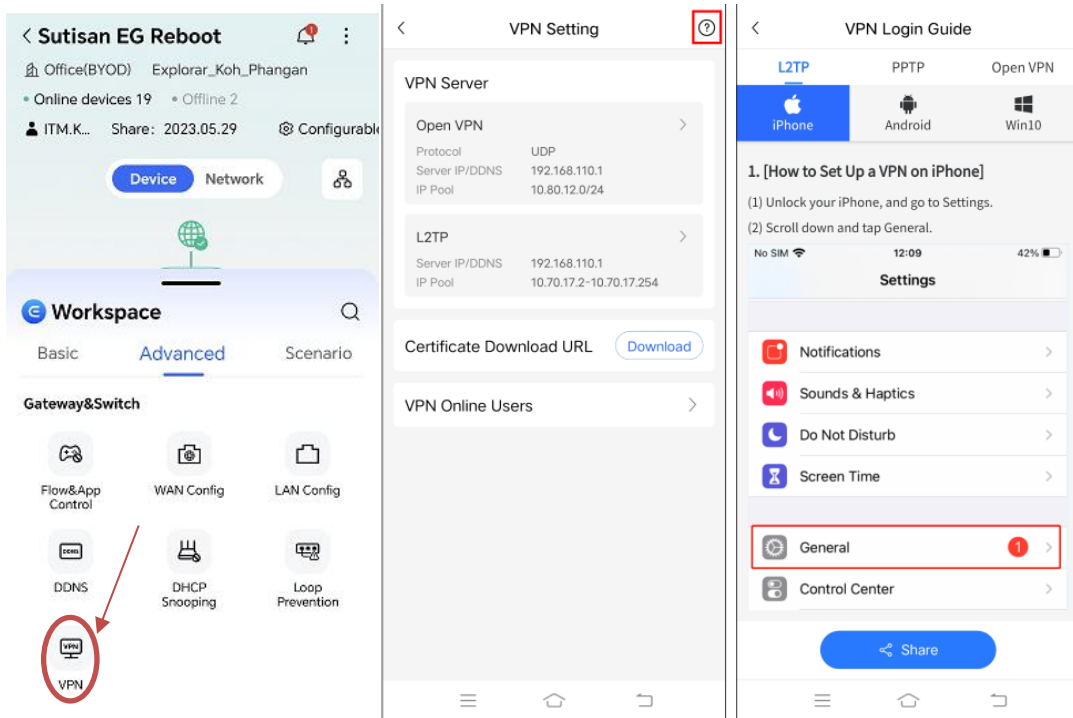 Sutisan EG Reboot
Office(BYOD) Explorar_Koh_Phangan
Online devices 19 • Offline 2
ITM.K... Share: 2023.05.29 Configurable
Device Network
Workspace
Basic Advanced Scenario
Gateway&Switch
Flow&App Control WAN Config LAN Config
DDNS
DDNS DHCP Snooping Loop Prevention
VPN
VPN
VPN Setting
VPN Server
Open VPN
Protocol UDP
Server IP/DDNS 192.168.110.1
IP Pool 10.80.12.0/24
L2TP
Server IP/DDNS 192.168.110.1
IP Pool 10.70.17.2-10.70.17.254
Certificate Download URL Download
VPN Online Users
VPN Login Guide
L2TP PPTP Open VPN
iPhone Android Win10
1. [How to Set Up a VPN on iPhone]
(1) Unlock your iPhone, and go to Settings.
(2) Scroll down and tap General.
No SIM 12:09 42%
Settings
Notifications
Sounds & Haptics
Do Not Disturb
Screen Time
General 1
Control Center
Share